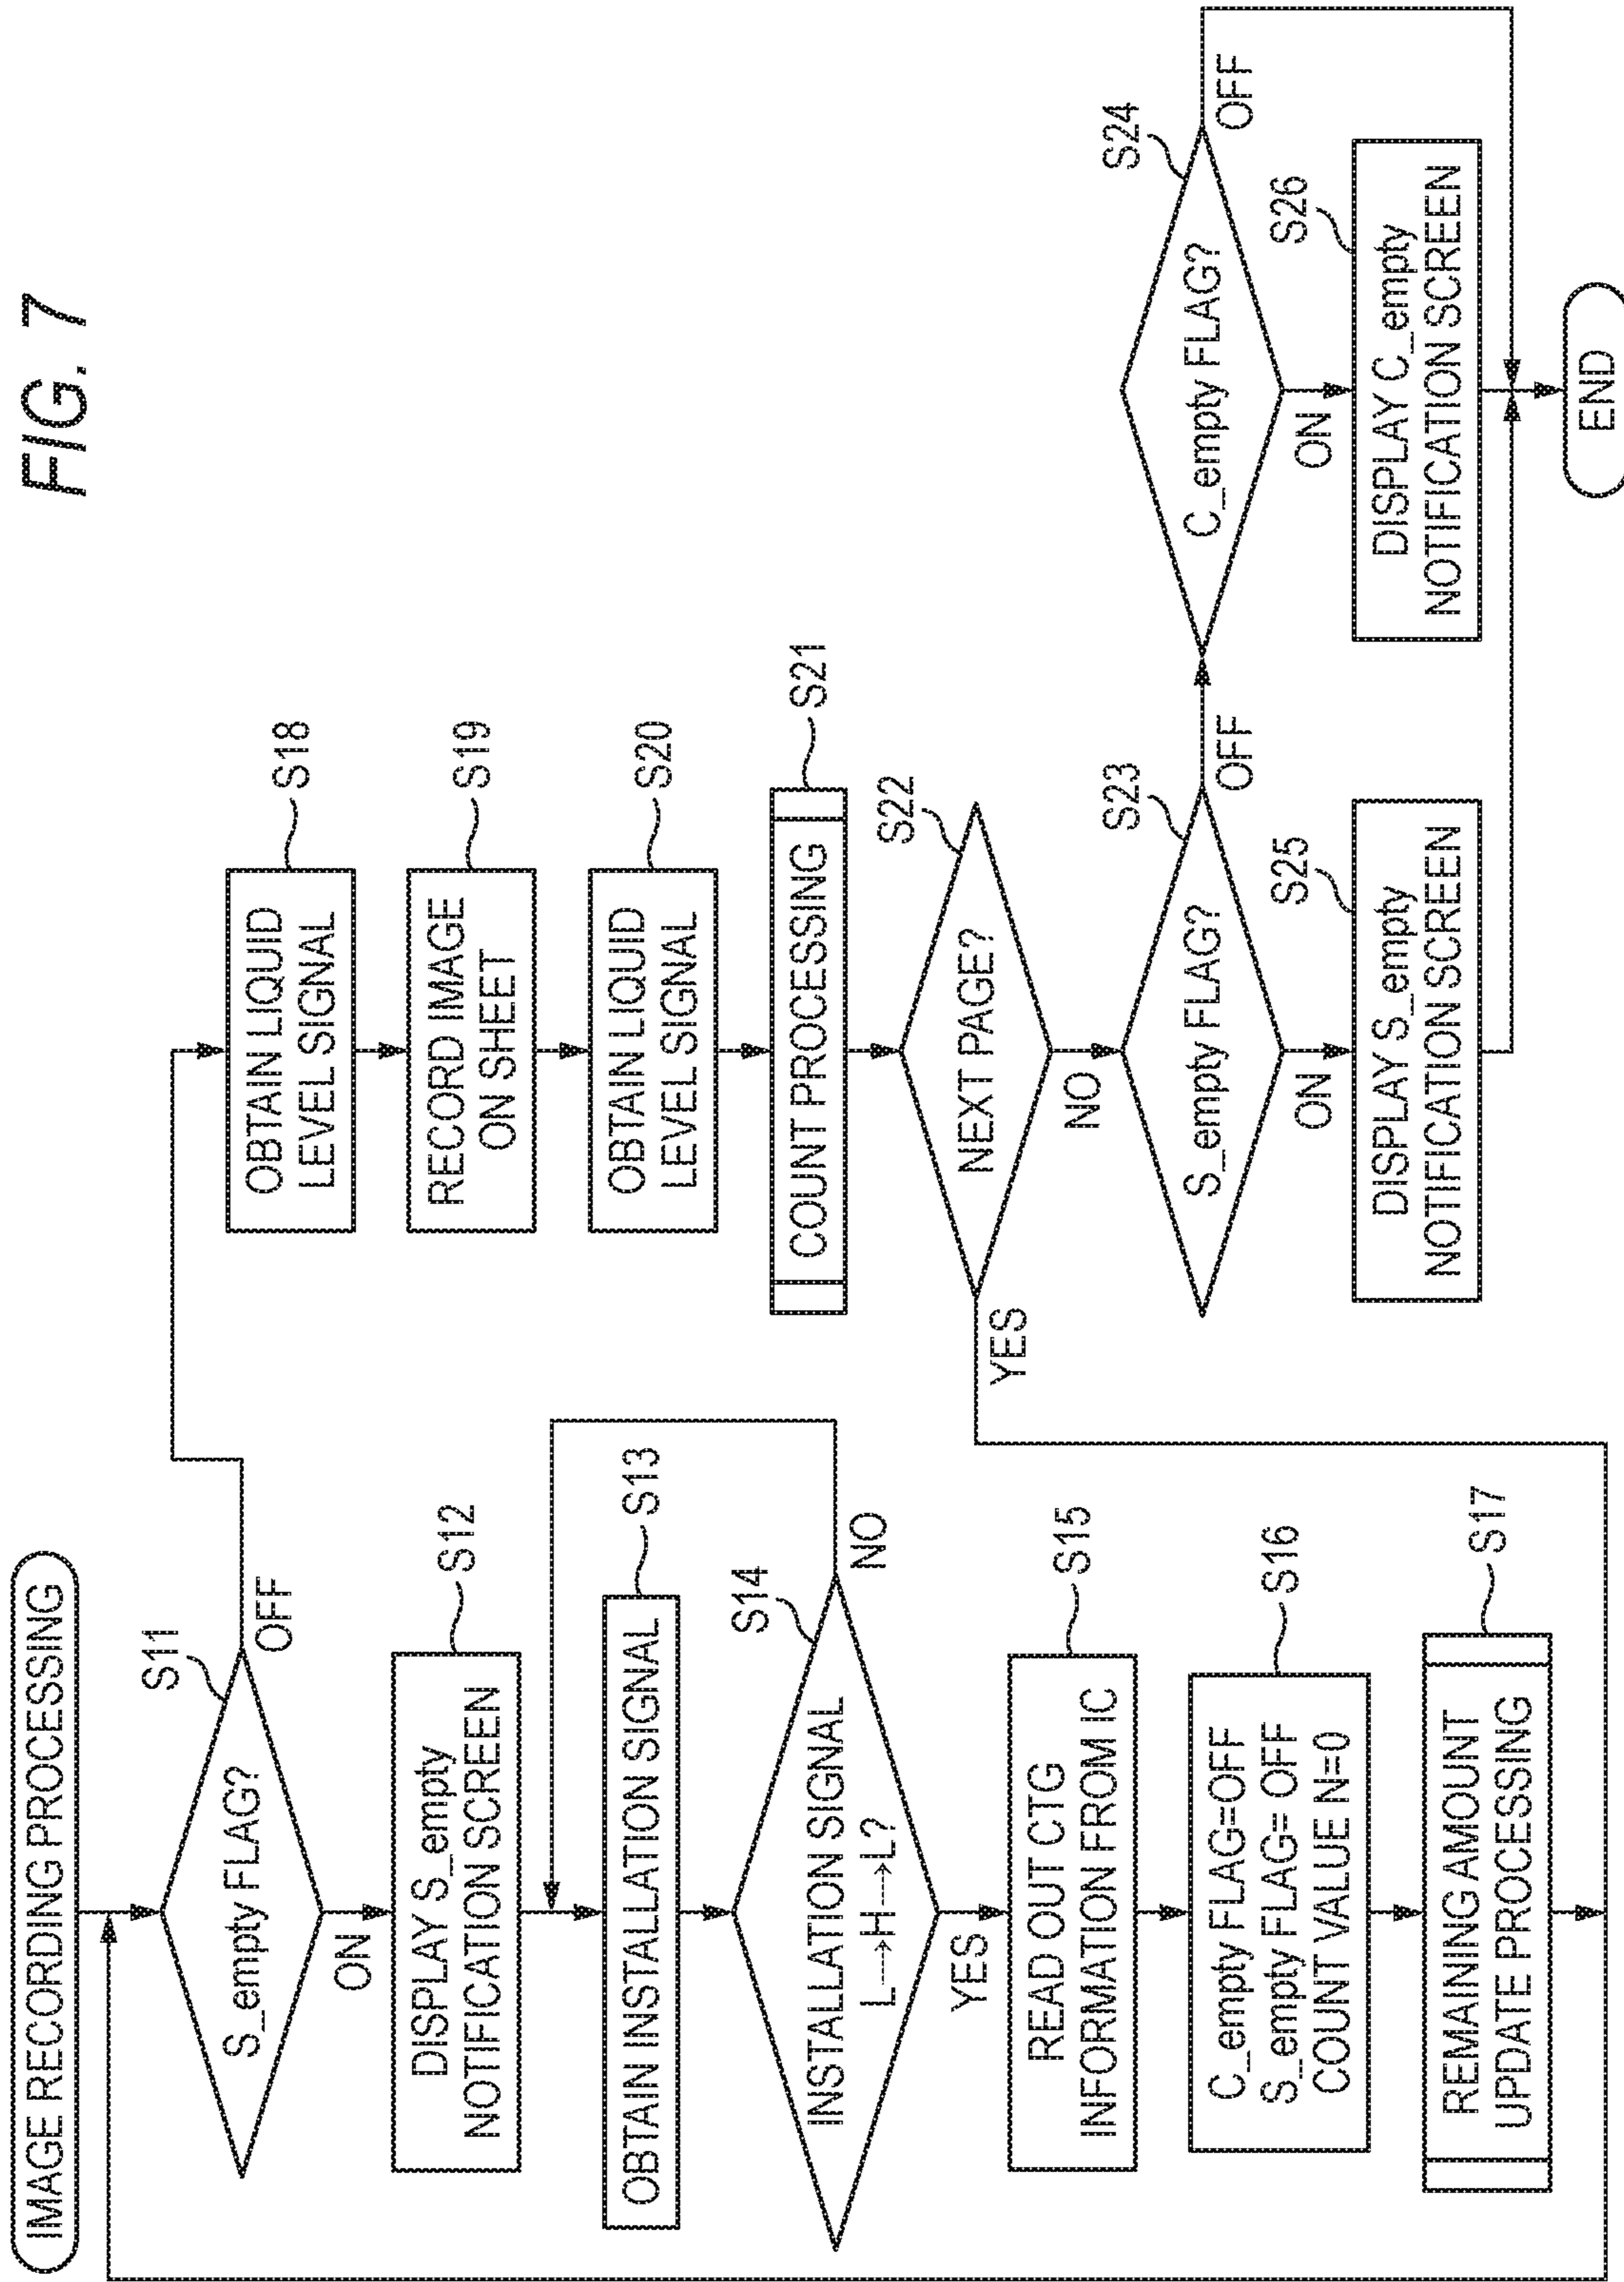 FIG. 7
IMAGE RECORDING PROCESSING
S11
S_empty FLAG?
OFF
ON
S12
DISPLAY S_empty
NOTIFICATION SCREEN
S13
OBTAIN INSTALLATION SIGNAL
S14
INSTALLATION SIGNAL
L→H→L?
NO
YES
S15
READ OUT CTG
INFORMATION FROM IC
S16
C_empty FLAG=OFF
S_empty FLAG= OFF
COUNT VALUE N=0
S17
REMAINING AMOUNT
UPDATE PROCESSING
S18
OBTAIN LIQUID
LEVEL SIGNAL
S19
RECORD IMAGE
ON SHEET
S20
OBTAIN LIQUID
LEVEL SIGNAL
S21
COUNT PROCESSING
S22
NEXT PAGE?
YES
NO
S23
S_empty FLAG?
OFF
ON
S25
DISPLAY S_empty
NOTIFICATION SCREEN
S24
C_empty FLAG?
OFF
ON
S26
DISPLAY C_empty
NOTIFICATION SCREEN
END